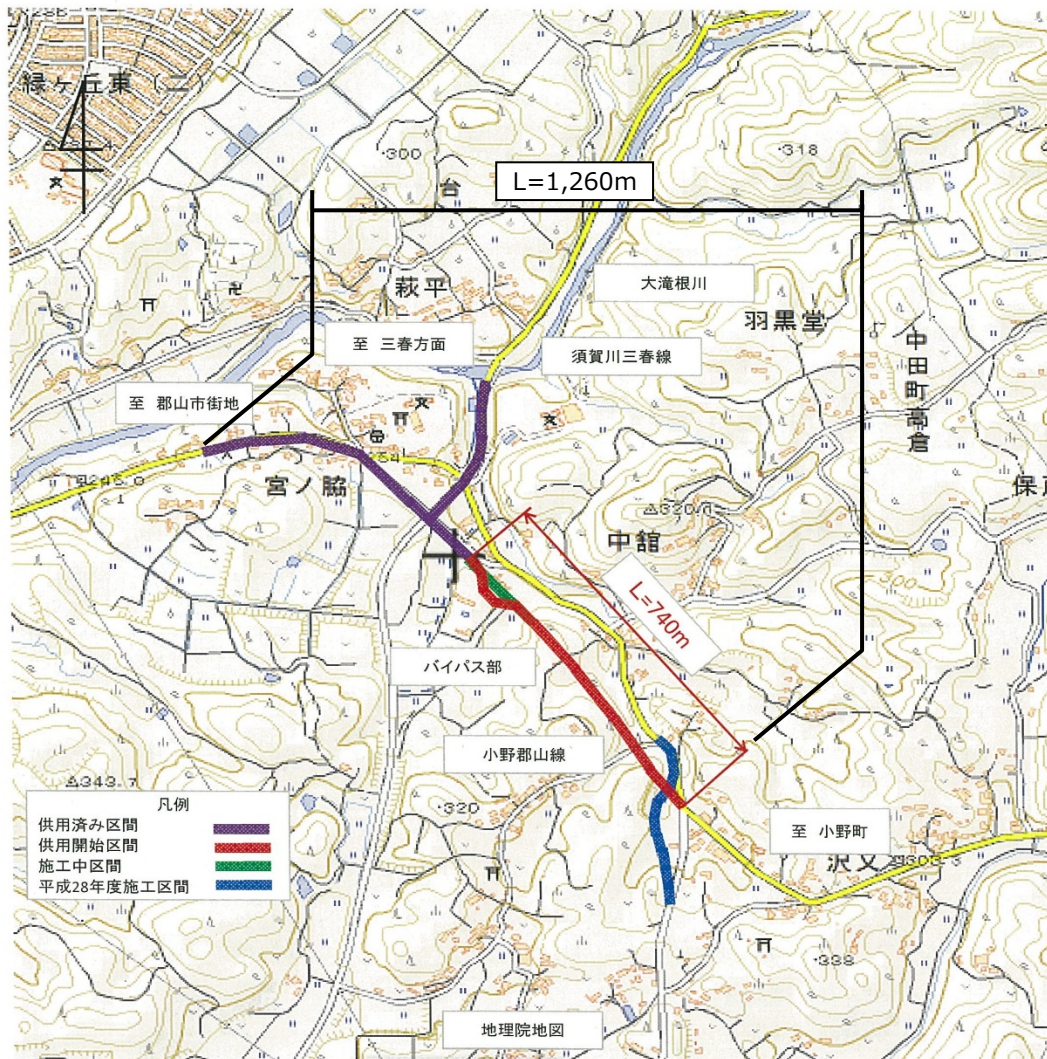 緑ヶ丘東(二)
・300
・318
台
L=1,260m
大滝根川
萩平
羽黒堂
至 三春方面
須賀川三春線
中田町高倉
至 郡山市街地
宮ノ脇
中舘
L=740m
300
バイパス部
小野郡山線
△343.7
・320
凡例
供用済み区間
供用開始区間
施工中区間
平成28年度施工区間
至 小野町
沢又
・338
地理院地図